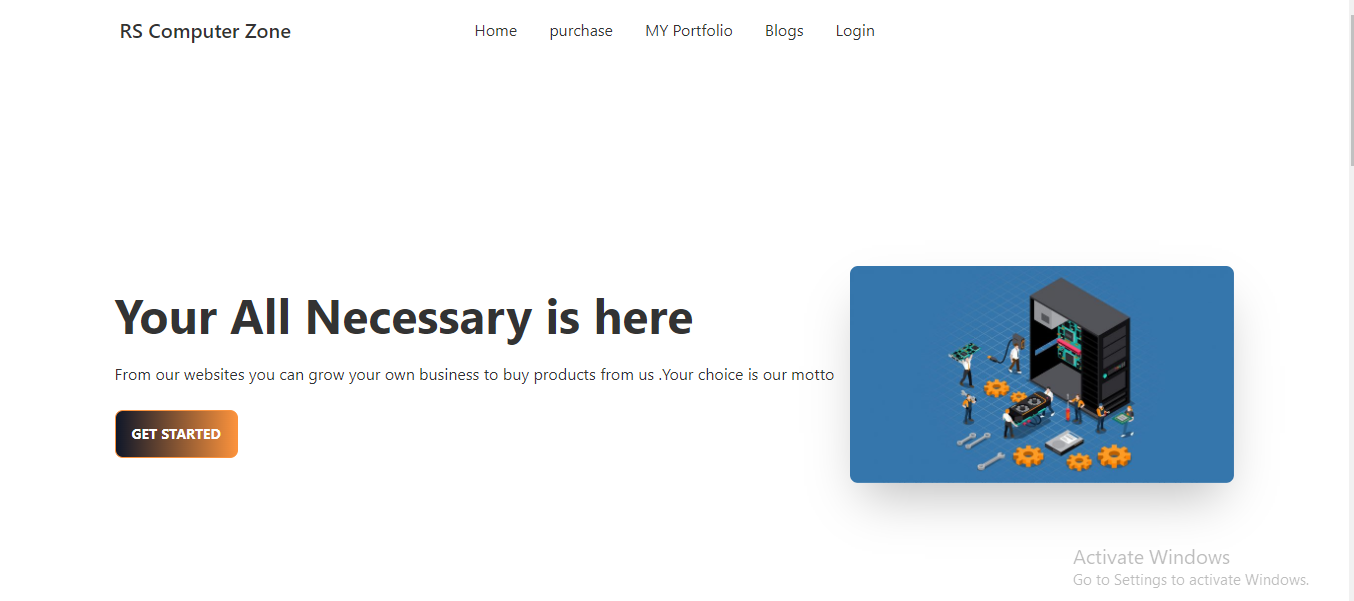 RS Computer Zone
Home purchase MY Portfolio Blogs Login
Your All Necessary is here
From our websites you can grow your own business to buy products from us .Your choice is our motto
GET STARTED
Activate Windows
Go to Settings to activate Windows.